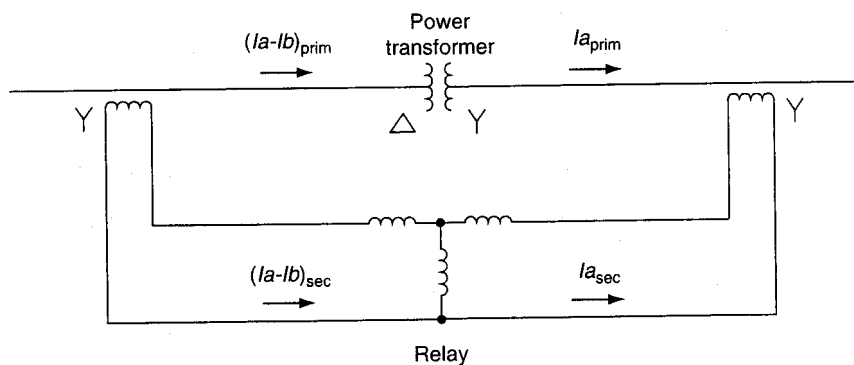 Power
transformer
(Ia-Ib)prim
Iaprim
Y
Δ
Y
Y
(Ia-Ib)sec
Iasec
Relay